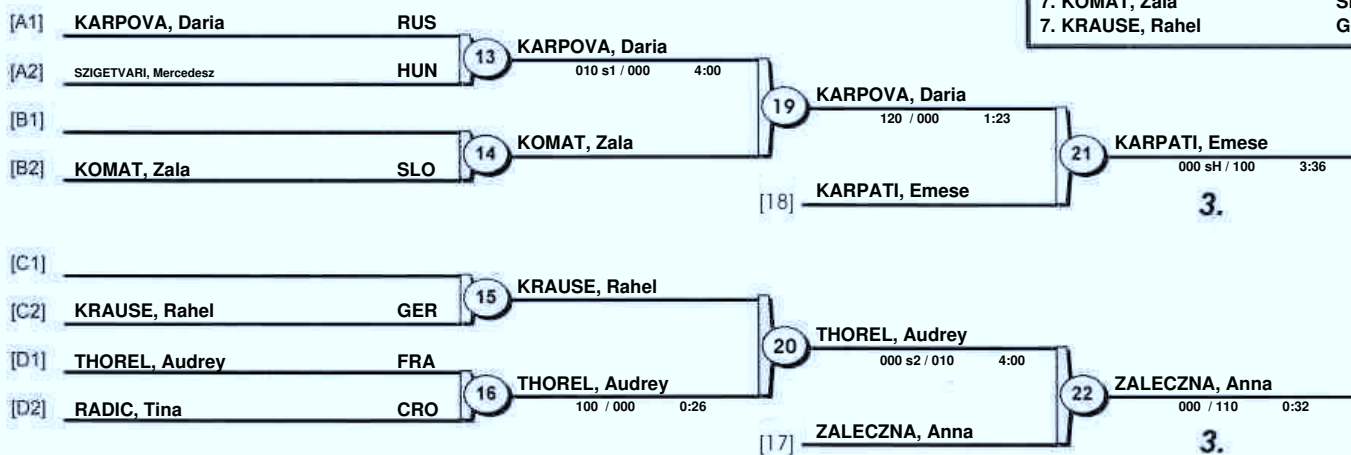 7. KOMAT, Zala
7. KRAUSE, Rahel G
[A1] KARPOVA, Daria RUS
13 KARPOVA, Daria
010 s1 / 000 4:00
[A2] SZIGETVARI, Mercedesz HUN
19 KARPOVA, Daria
120 / 000 1:23
[B1]
14 KOMAT, Zala
21 KARPATI, Emese
000 sH / 100 3:36
[B2] KOMAT, Zala SLO
[18] KARPATI, Emese
3.
[C1]
15 KRAUSE, Rahel
[C2] KRAUSE, Rahel GER
20 THOREL, Audrey
000 s2 / 010 4:00
[D1] THOREL, Audrey FRA
16 THOREL, Audrey
100 / 000 0:26
22 ZALECZNA, Anna
000 / 110 0:32
[D2] RADIC, Tina CRO
[17] ZALECZNA, Anna
3.